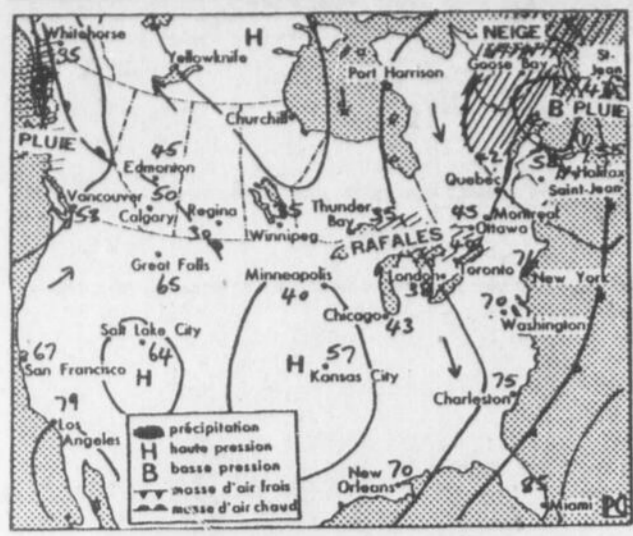 NEIGE
Whitehorse
35
H
Yellowknife
Goose Bay
St-
Jean
Port Harrison
B PLUIE
Churchill
PLUIE
45
Edmonton
50
Vancouver
53
Calgary
Regina
30
35
Winnipeg
Thunder
Bay
35
42
Quebec
Halifax
Saint-Jean
45
Montreal
Ottawa
RAFALES
Great Falls
65
Minneapolis
40
London
38
Toronto
New York
Chicago
43
70
Washington
Salt Lake City
64
67
San Francisco
H
H
57
Kansas City
79
Los
Angeles
75
Charleston
précipitation
H haute pression
B basse pression
masse d'air frais
masse d'air chaud
New
Orleans
70
85
Miami
PC